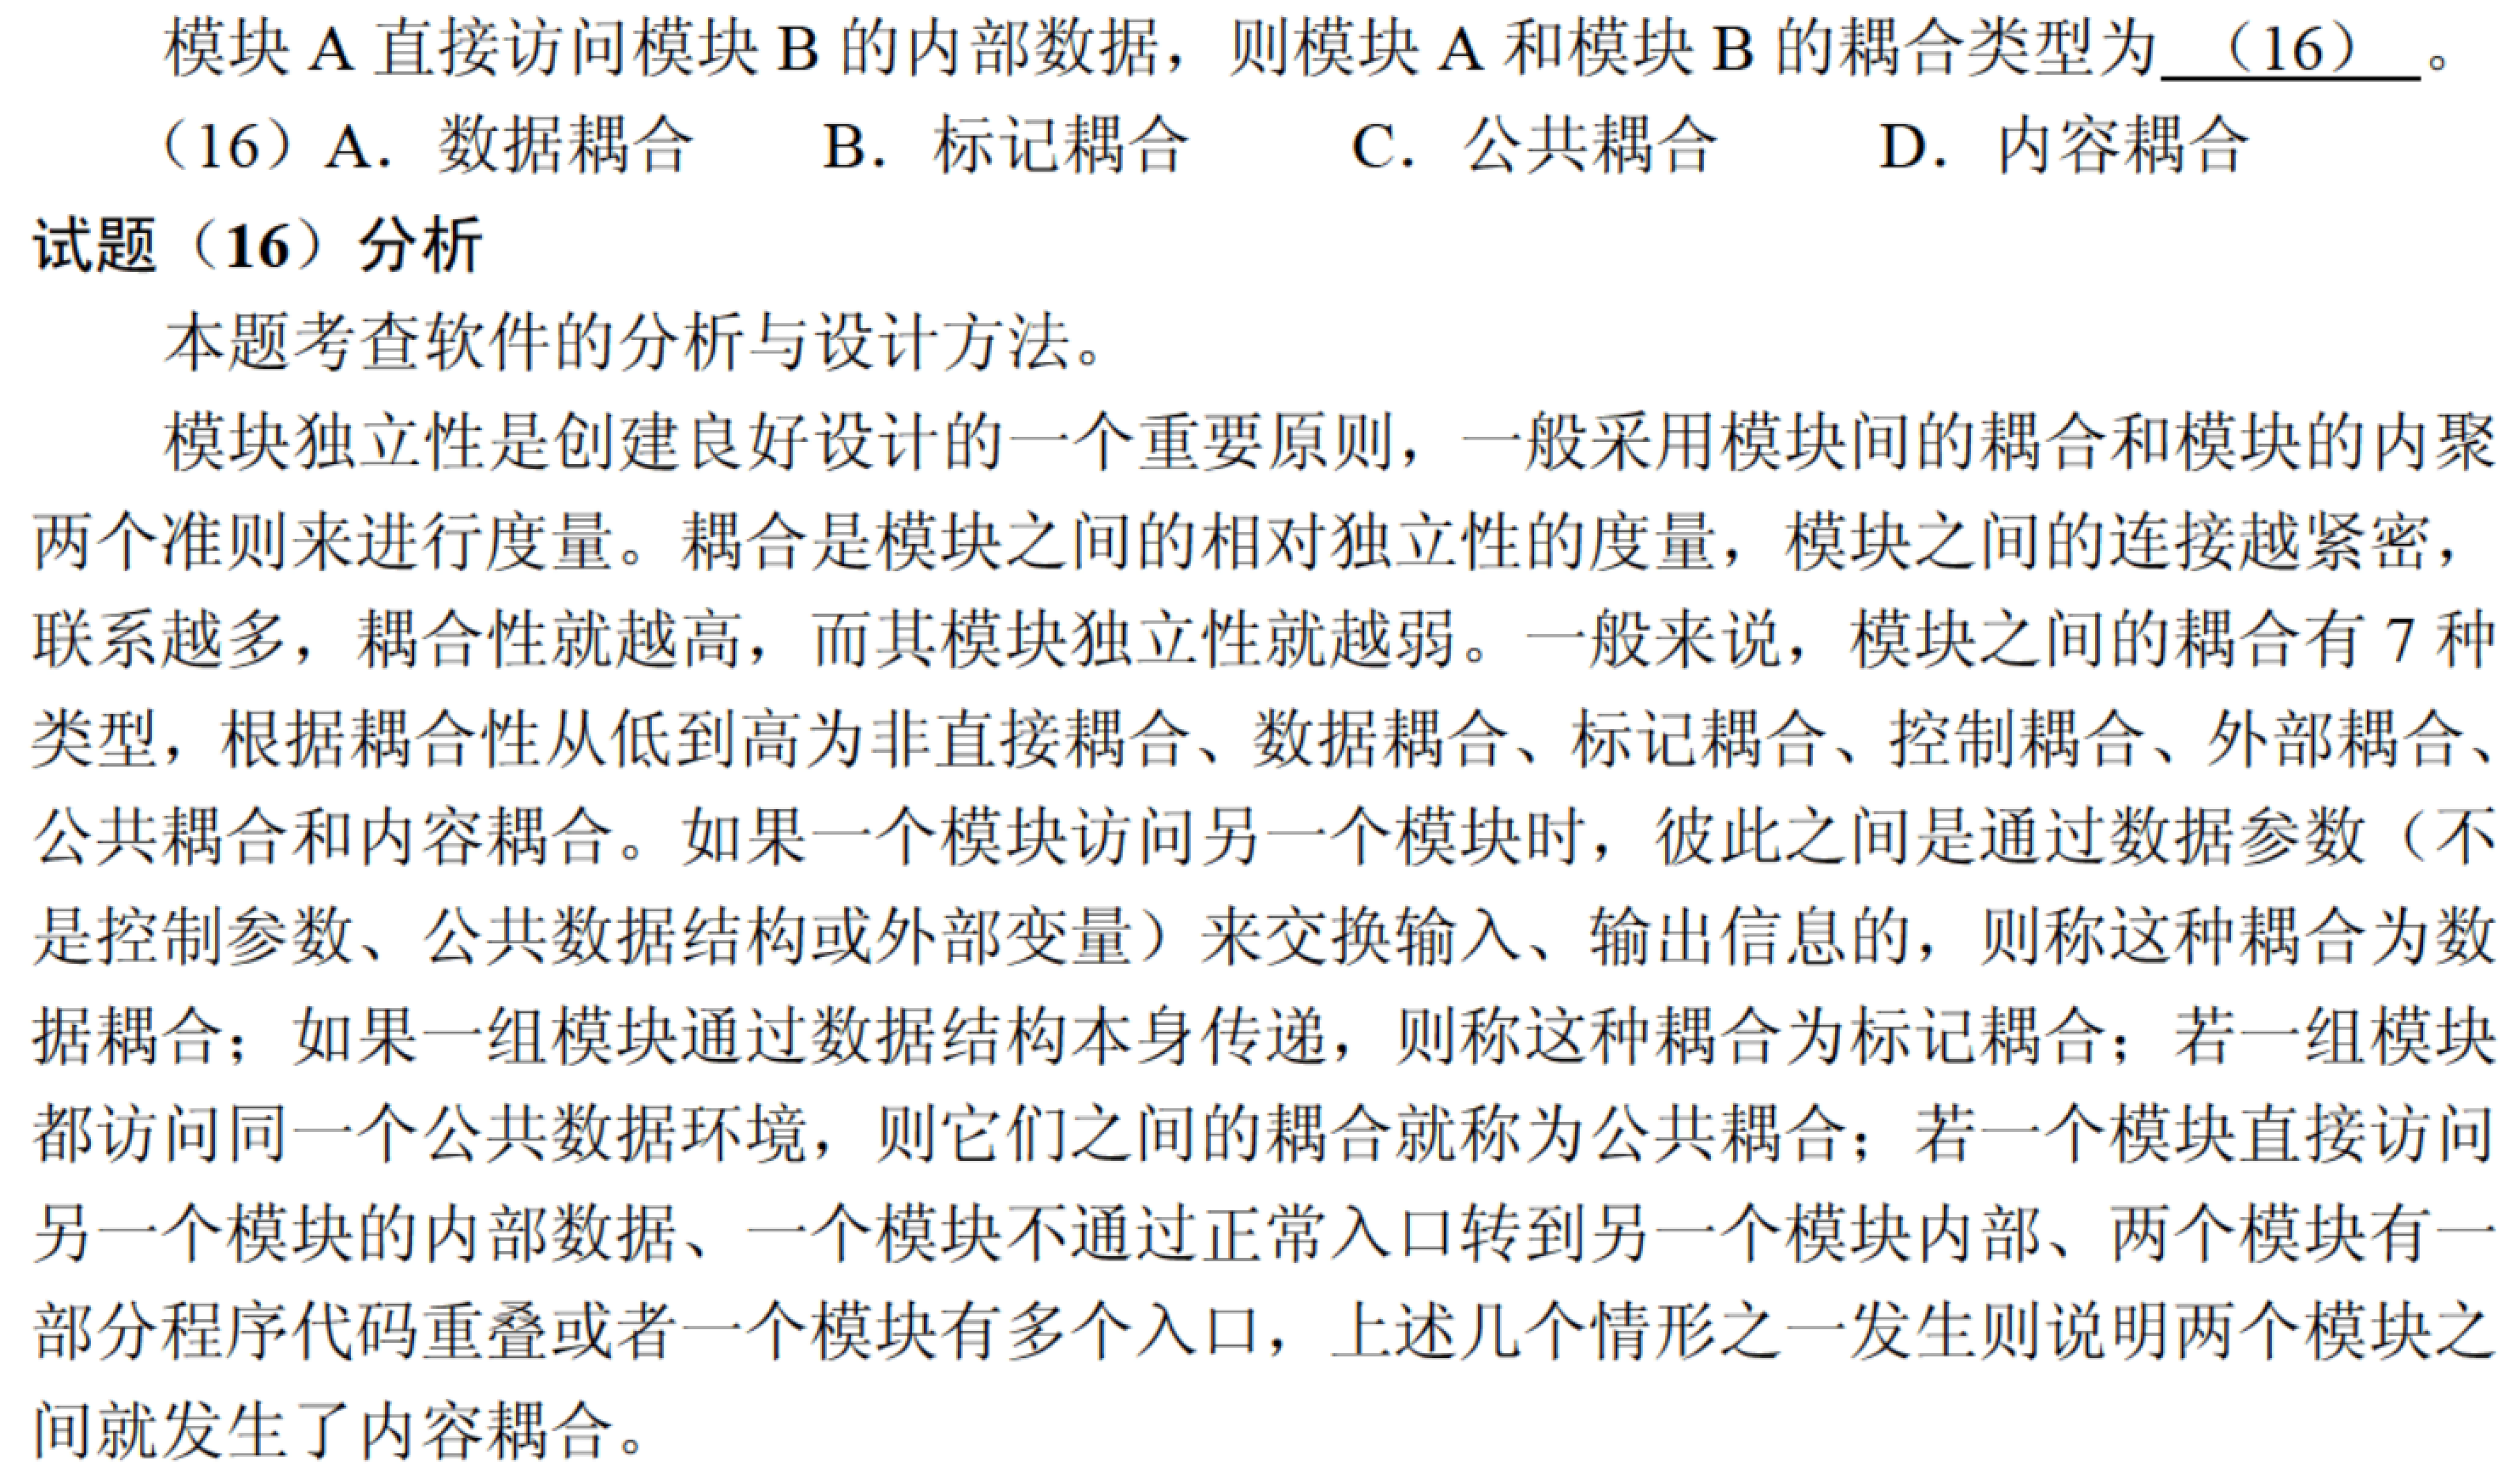 模块 A 直接访问模块 B 的内部数据，则模块 A 和模块 B 的耦合类型为 （16） 。
（16）A．数据耦合 B．标记耦合 C．公共耦合 D．内容耦合
试题（16）分析
本题考查软件的分析与设计方法。
模块独立性是创建良好设计的一个重要原则，一般采用模块间的耦合和模块的内聚
两个准则来进行度量。耦合是模块之间的相对独立性的度量，模块之间的连接越紧密，
联系越多，耦合性就越高，而其模块独立性就越弱。一般来说，模块之间的耦合有 7 种
类型，根据耦合性从低到高为非直接耦合、数据耦合、标记耦合、控制耦合、外部耦合、
公共耦合和内容耦合。如果一个模块访问另一个模块时，彼此之间是通过数据参数（不
是控制参数、公共数据结构或外部变量）来交换输入、输出信息的，则称这种耦合为数
据耦合；如果一组模块通过数据结构本身传递，则称这种耦合为标记耦合；若一组模块
都访问同一个公共数据环境，则它们之间的耦合就称为公共耦合；若一个模块直接访问
另一个模块的内部数据、一个模块不通过正常入口转到另一个模块内部、两个模块有一
部分程序代码重叠或者一个模块有多个入口，上述几个情形之一发生则说明两个模块之
间就发生了内容耦合。